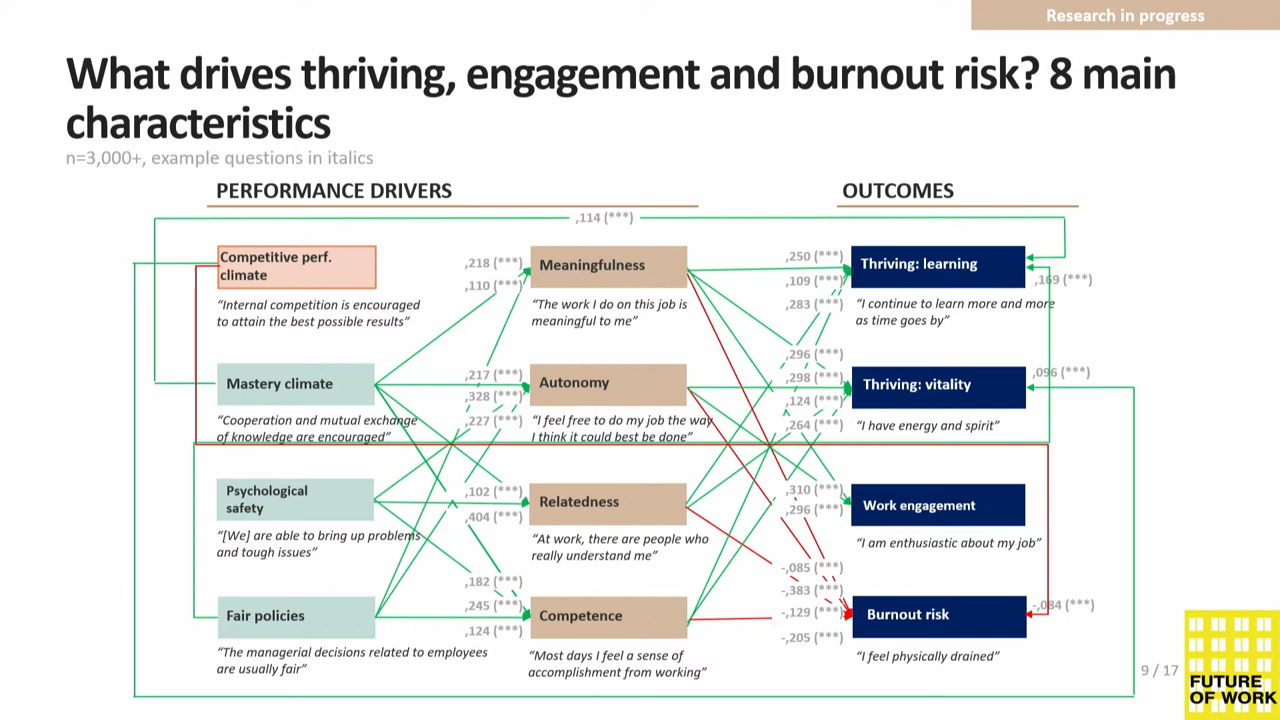 Research in progress
What drives thriving, engagement and burnout risk? 8 main
characteristics
n=3,000+, example questions in italics
PERFORMANCE DRIVERS
OUTCOMES
,114 (***)
Competitive perf.
climate
"Internal competition is encouraged
to attain the best possible results"
Mastery climate
"Cooperation and mutual exchange
of knowledge are encouraged"
Psychological
safety
"[We] are able to bring up problems
and tough issues"
Fair policies
"The managerial decisions related to employees
are usually fair"
,218 (***)
,110 (***)
,217 (***)
,328 (***)
,227 (***)
,102 (***)
,404 (***)
,182 (***)
,245 (***)
,124 (***)
Meaningfulness
"The work I do on this job is
meaningful to me"
Autonomy
"I feel free to do my job the way
I think it could best be done"
Relatedness
"At work, there are people who
really understand me"
Competence
"Most days I feel a sense of
accomplishment from working"
,250 (***)
,109 (***)
,283 (***)
,296 (***)
,298 (***)
,124 (***)
,264 (***)
,310 (***)
,296 (***)
-,085 (***)
-,383 (***)
-,129 (***)
-,205 (***)
Thriving: learning
,169 (***)
"I continue to learn more and more
as time goes by"
Thriving: vitality
,096 (***)
"I have energy and spirit"
Work engagement
"I am enthusiastic about my job"
Burnout risk
-,084 (***)
"I feel physically drained"
9 / 17
FUTURE
OF WORK